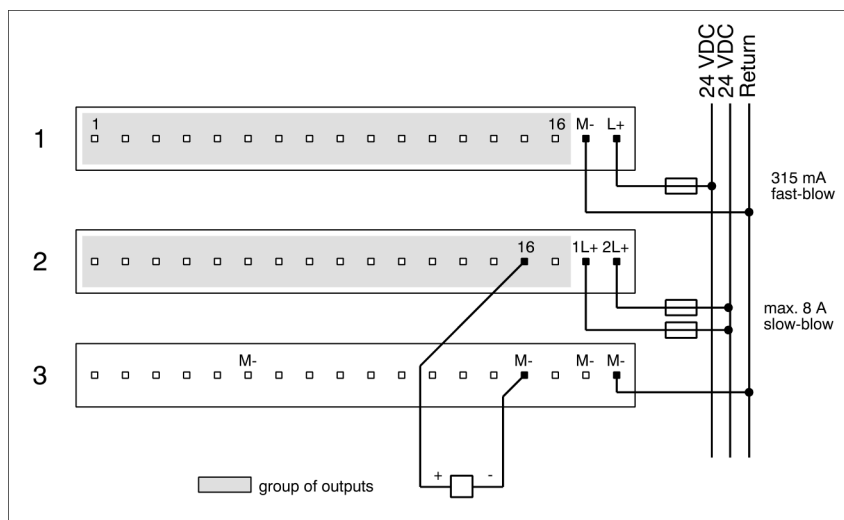 24 VDC
24 VDC
Return
1
1
16
M-
L+
315 mA
fast-blow
2
16
1L+
2L+
max. 8 A
slow-blow
3
M-
M-
M-
M-
+
-
group of outputs